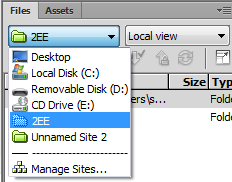 Files Assets
2EE Local view
Size Typ
Desktop
Local Disk (C:)
ers\s... Folde
Removable Disk (D:)
Folde
CD Drive (E:)
2EE
Unnamed Site 2
Manage Sites...